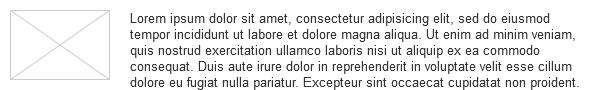 Lorem ipsum dolor sit amet, consectetur adipisicing elit, sed do eiusmod
tempor incididunt ut labore et dolore magna aliqua. Ut enim ad minim veniam,
quis nostrud exercitation ullamco laboris nisi ut aliquip ex ea commodo
consequat. Duis aute irure dolor in reprehenderit in voluptate velit esse cillum
dolore eu fugiat nulla pariatur. Excepteur sint occaecat cupidatat non proident.